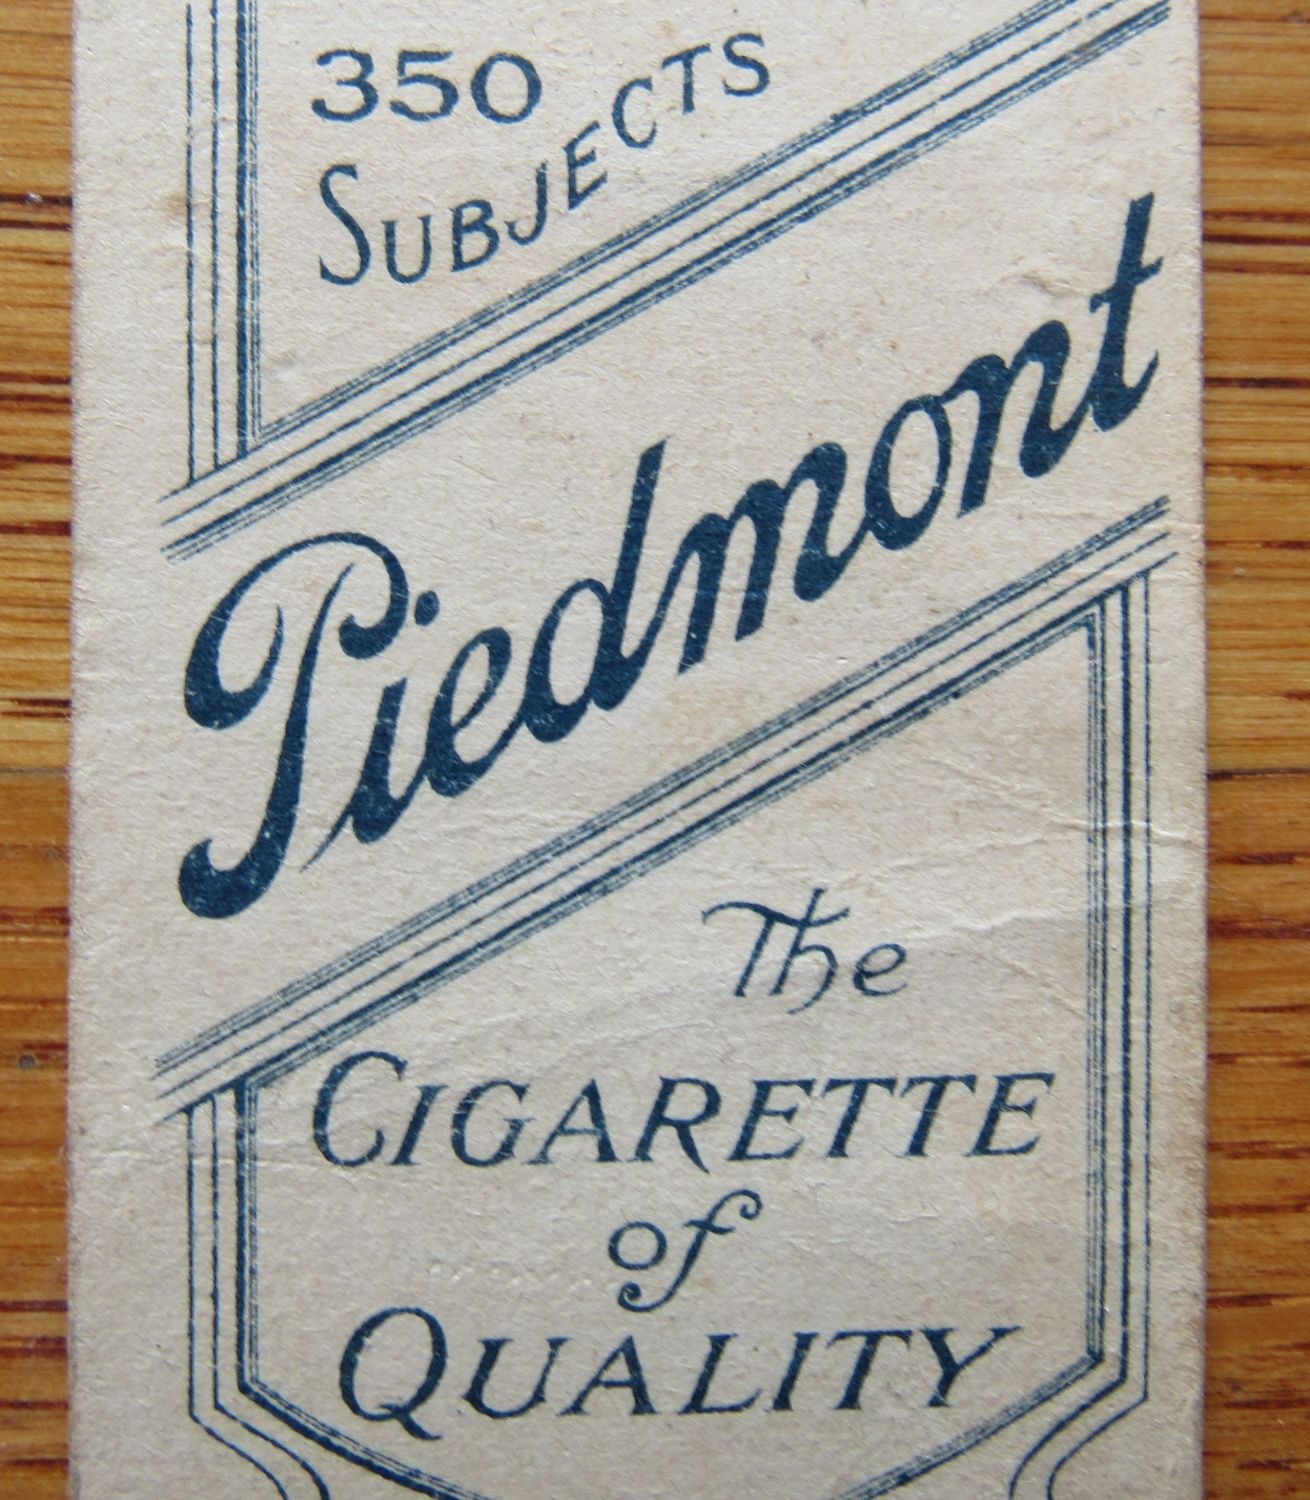 350
SUBJECTS
Piedmont
The
CIGARETTE
of
QUALITY